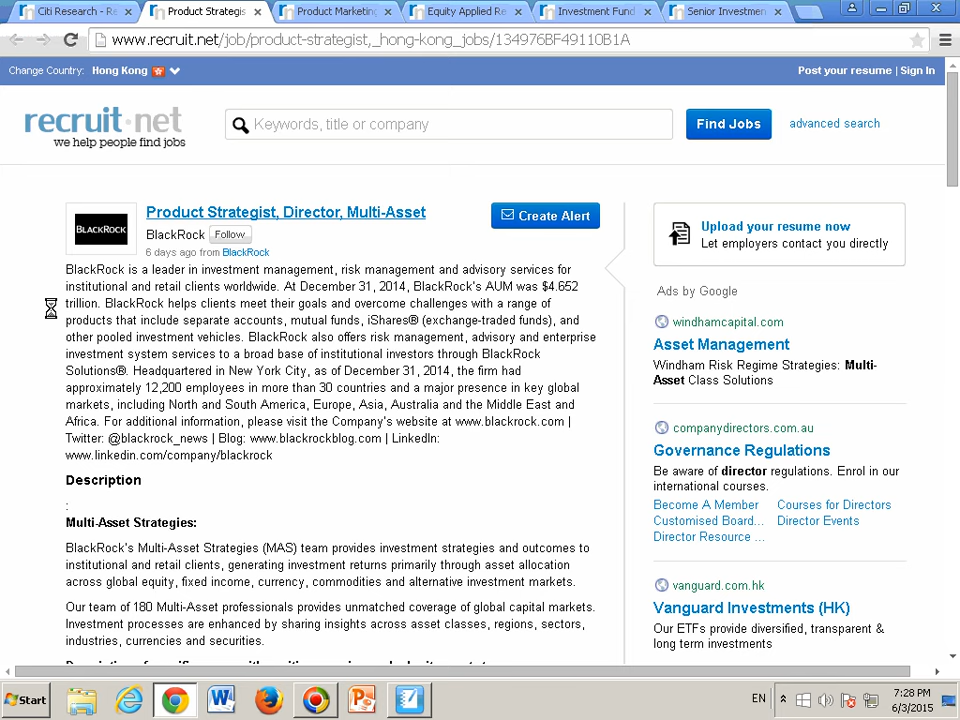 Citi Research - Re
Product Strategis
Product Marketing
Equity Applied Re
Investment Fund
Senior Investmen
www.recruit.net/job/product-strategist,_hong-kong_jobs/134976BF49110B1A
Change Country: Hong Kong
Post your resume | Sign In
recruit·net
we help people find jobs
Keywords, title or company
Find Jobs
advanced search
BLACKROCK
Product Strategist, Director, Multi-Asset
BlackRock Follow
6 days ago from BlackRock
Create Alert
BlackRock is a leader in investment management, risk management and advisory services for
institutional and retail clients worldwide. At December 31, 2014, BlackRock's AUM was $4.652
trillion. BlackRock helps clients meet their goals and overcome challenges with a range of
products that include separate accounts, mutual funds, iShares® (exchange-traded funds), and
other pooled investment vehicles. BlackRock also offers risk management, advisory and enterprise
investment system services to a broad base of institutional investors through BlackRock
Solutions®. Headquartered in New York City, as of December 31, 2014, the firm had
approximately 12,200 employees in more than 30 countries and a major presence in key global
markets, including North and South America, Europe, Asia, Australia and the Middle East and
Africa. For additional information, please visit the Company's website at www.blackrock.com |
Twitter: @blackrock_news | Blog: www.blackrockblog.com | LinkedIn:
www.linkedin.com/company/blackrock
Description
:
Multi-Asset Strategies:
BlackRock's Multi-Asset Strategies (MAS) team provides investment strategies and outcomes to
institutional and retail clients, generating investment returns primarily through asset allocation
across global equity, fixed income, currency, commodities and alternative investment markets.
Our team of 180 Multi-Asset professionals provides unmatched coverage of global capital markets.
Investment processes are enhanced by sharing insights across asset classes, regions, sectors,
industries, currencies and securities.
Upload your resume now
Let employers contact you directly
Ads by Google
windhamcapital.com
Asset Management
Windham Risk Regime Strategies: Multi-
Asset Class Solutions
companydirectors.com.au
Governance Regulations
Be aware of director regulations. Enrol in our
international courses.
Become A Member Courses for Directors
Customised Board... Director Events
Director Resource ...
vanguard.com.hk
Vanguard Investments (HK)
Our ETFs provide diversified, transparent &
long term investments
Start
EN
7:28 PM
6/3/2015